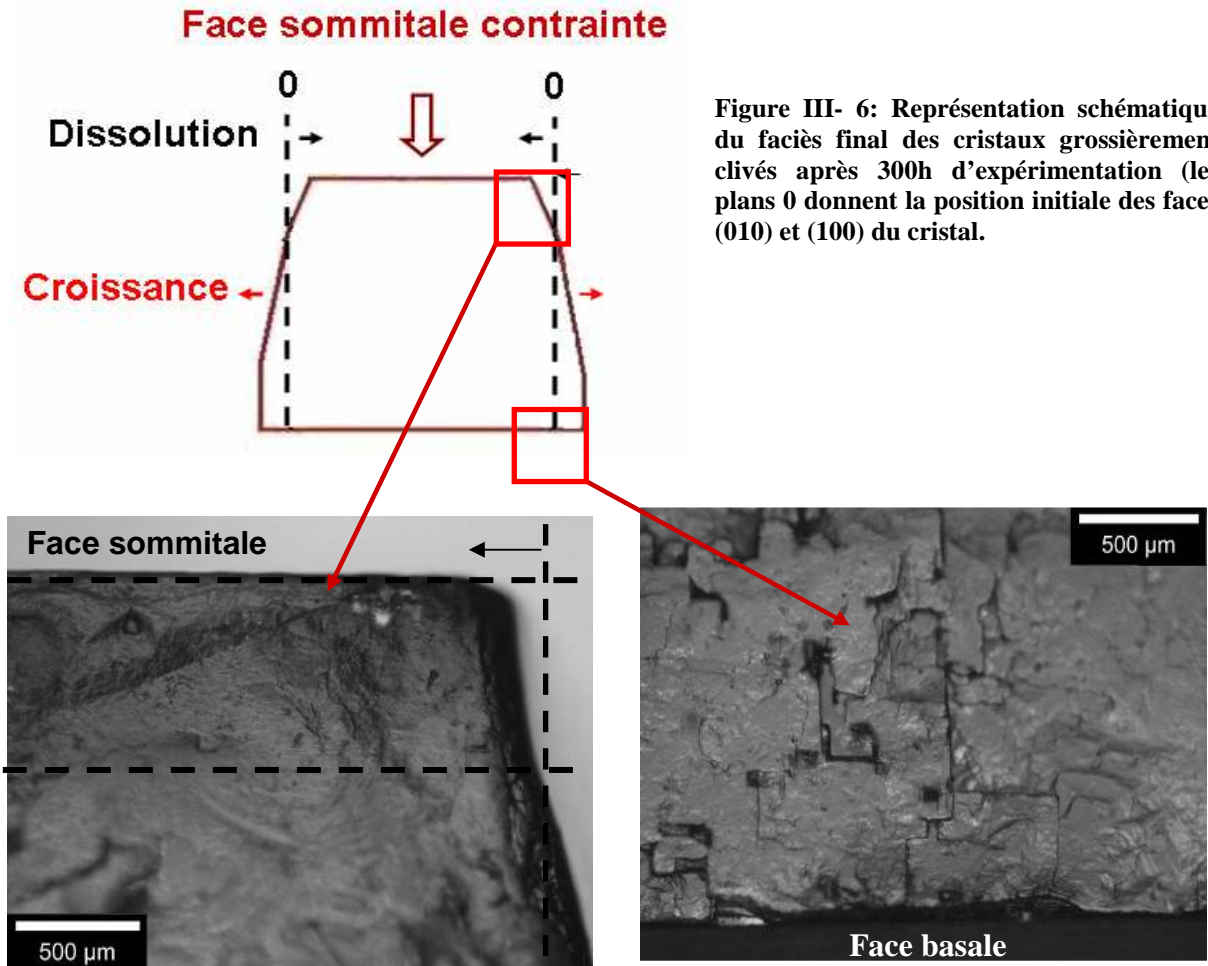 Face sommitale contrainte
0 0
Dissolution
Croissance
Figure III- 6: Représentation schématiqu
du faciès final des cristaux grossièremen
clivés après 300h d’expérimentation (le
plans 0 donnent la position initiale des face
(010) et (100) du cristal.
Face sommitale
500 µm
500 µm
Face basale